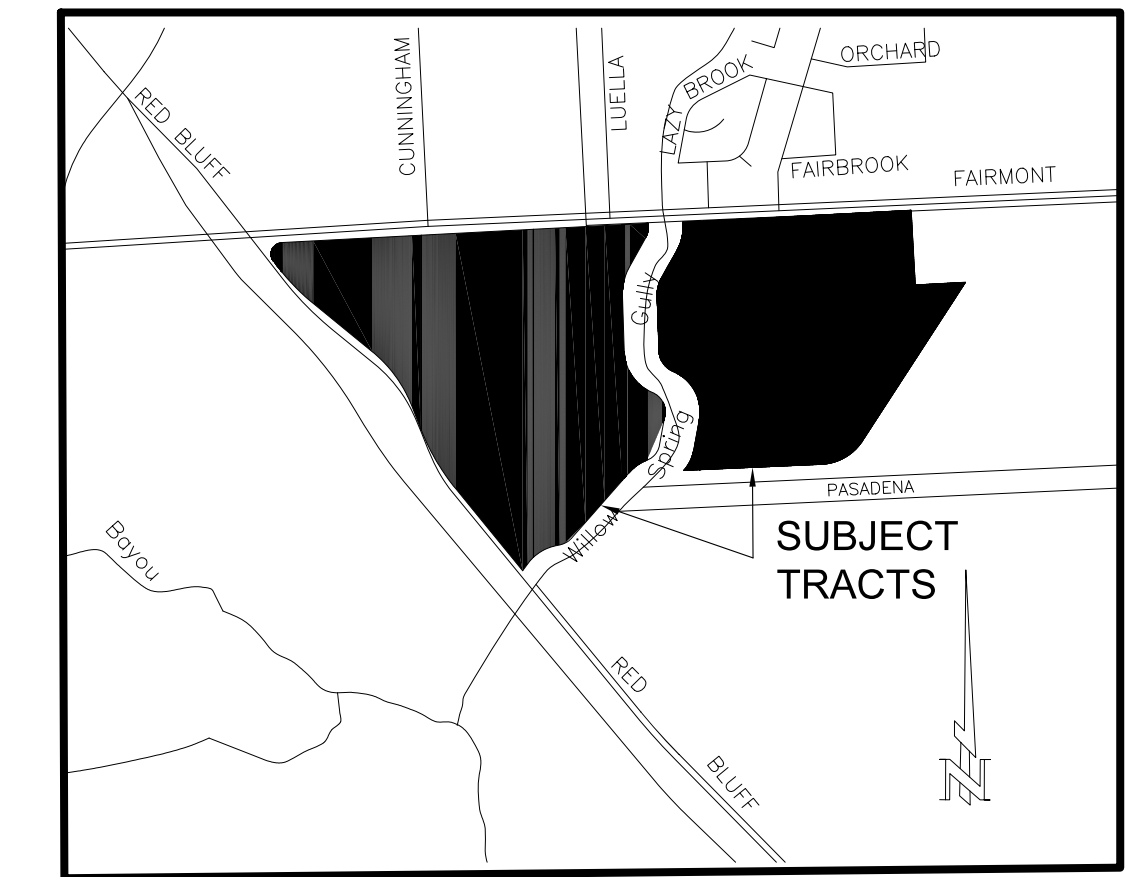 ORCHARD
CUNNINGHAM
LUELLA
LAZY BROOK
RED BLUFF
FAIRBROOK
FAIRMONT
Gully
Spring
Willow
PASADENA
SUBJECT
TRACTS
Bayou
RED
BLUFF
N